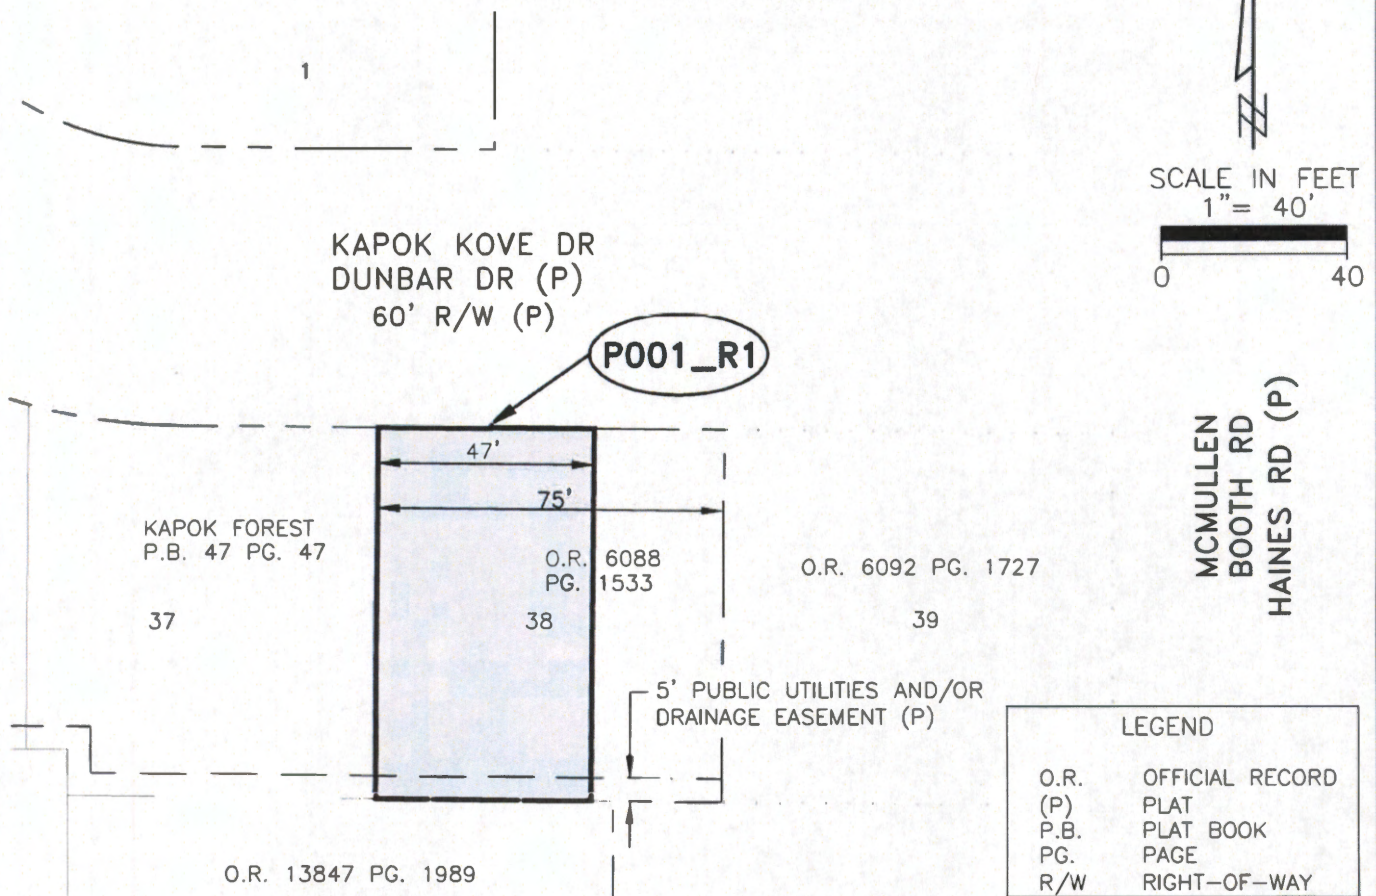 1
SCALE IN FEET
1"= 40'
0 40
KAPOK KOVE DR
DUNBAR DR (P)
60' R/W (P)
P001_R1
MCMULLEN
BOOTH RD
HAINES RD (P)
47'
75'
KAPOK FOREST
P.B. 47 PG. 47
O.R. 6088
PG. 1533
O.R. 6092 PG. 1727
37
38
39
5' PUBLIC UTILITIES AND/OR
DRAINAGE EASEMENT (P)
LEGEND
O.R. OFFICIAL RECORD
(P) PLAT
P.B. PLAT BOOK
PG. PAGE
R/W RIGHT-OF-WAY
O.R. 13847 PG. 1989